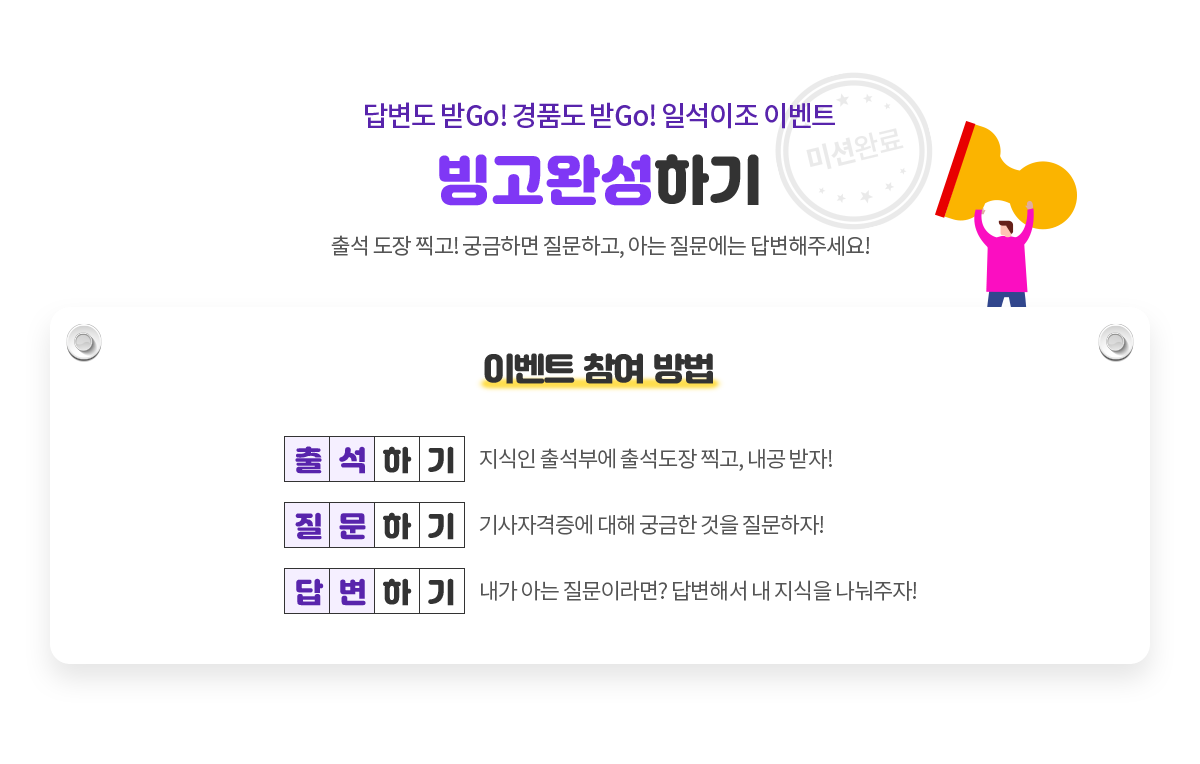 답변도 받Go! 경품도 받Go! 일석이조 이벤트
미션완료
빙고완성하기
출석 도장 찍고! 궁금하면 질문하고, 아는 질문에는 답변해주세요!
이벤트 참여 방법
출석하기 지식인 출석부에 출석도장 찍고, 내공 받자!
질문하기 기사자격증에 대해 궁금한 것을 질문하자!
답변하기 내가 아는 질문이라면? 답변해서 내 지식을 나눠주자!